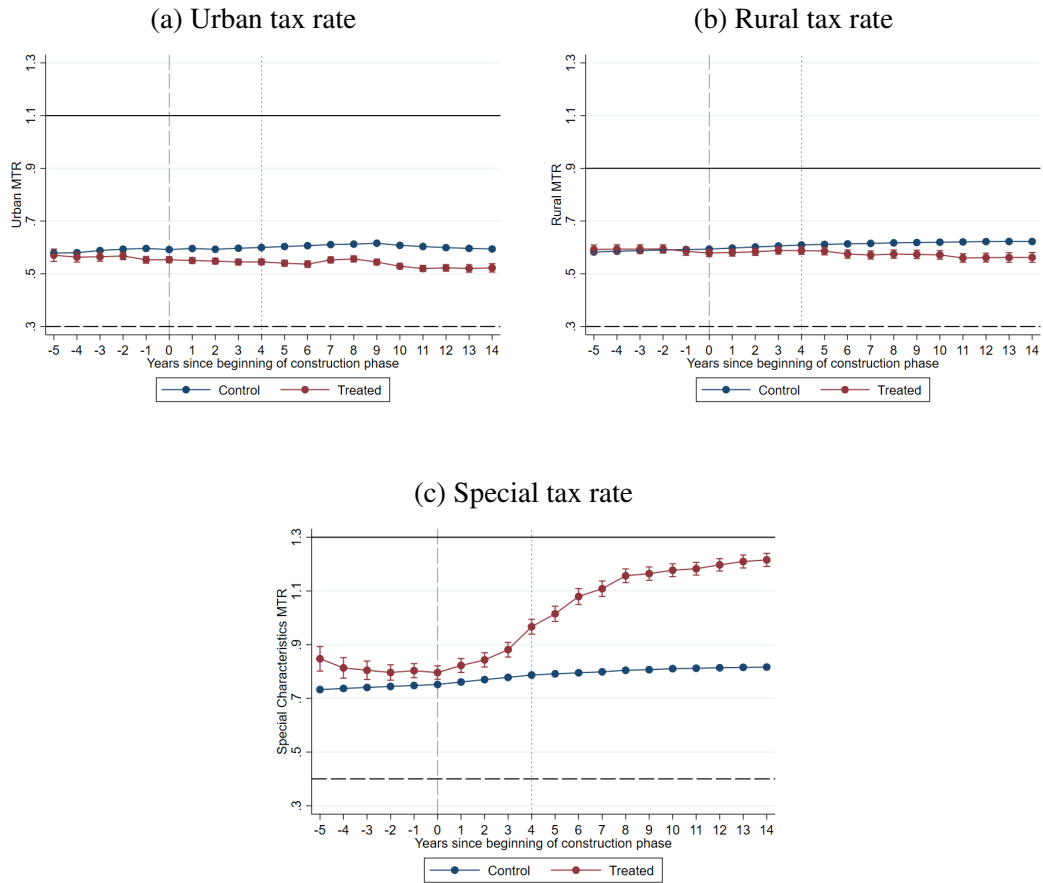 (a) Urban tax rate
Urban MTR
1.3
1.1
.9
.7
.5
.3
-5 -4 -3 -2 -1 0 1 2 3 4 5 6 7 8 9 10 11 12 13 14
Years since beginning of construction phase
Control Treated
(b) Rural tax rate
Rural MTR
1.3
1.1
.9
.7
.5
.3
-5 -4 -3 -2 -1 0 1 2 3 4 5 6 7 8 9 10 11 12 13 14
Years since beginning of construction phase
Control Treated
(c) Special tax rate
Special Characteristics MTR
1.3
1.1
.9
.7
.5
.3
-5 -4 -3 -2 -1 0 1 2 3 4 5 6 7 8 9 10 11 12 13 14
Years since beginning of construction phase
Control Treated